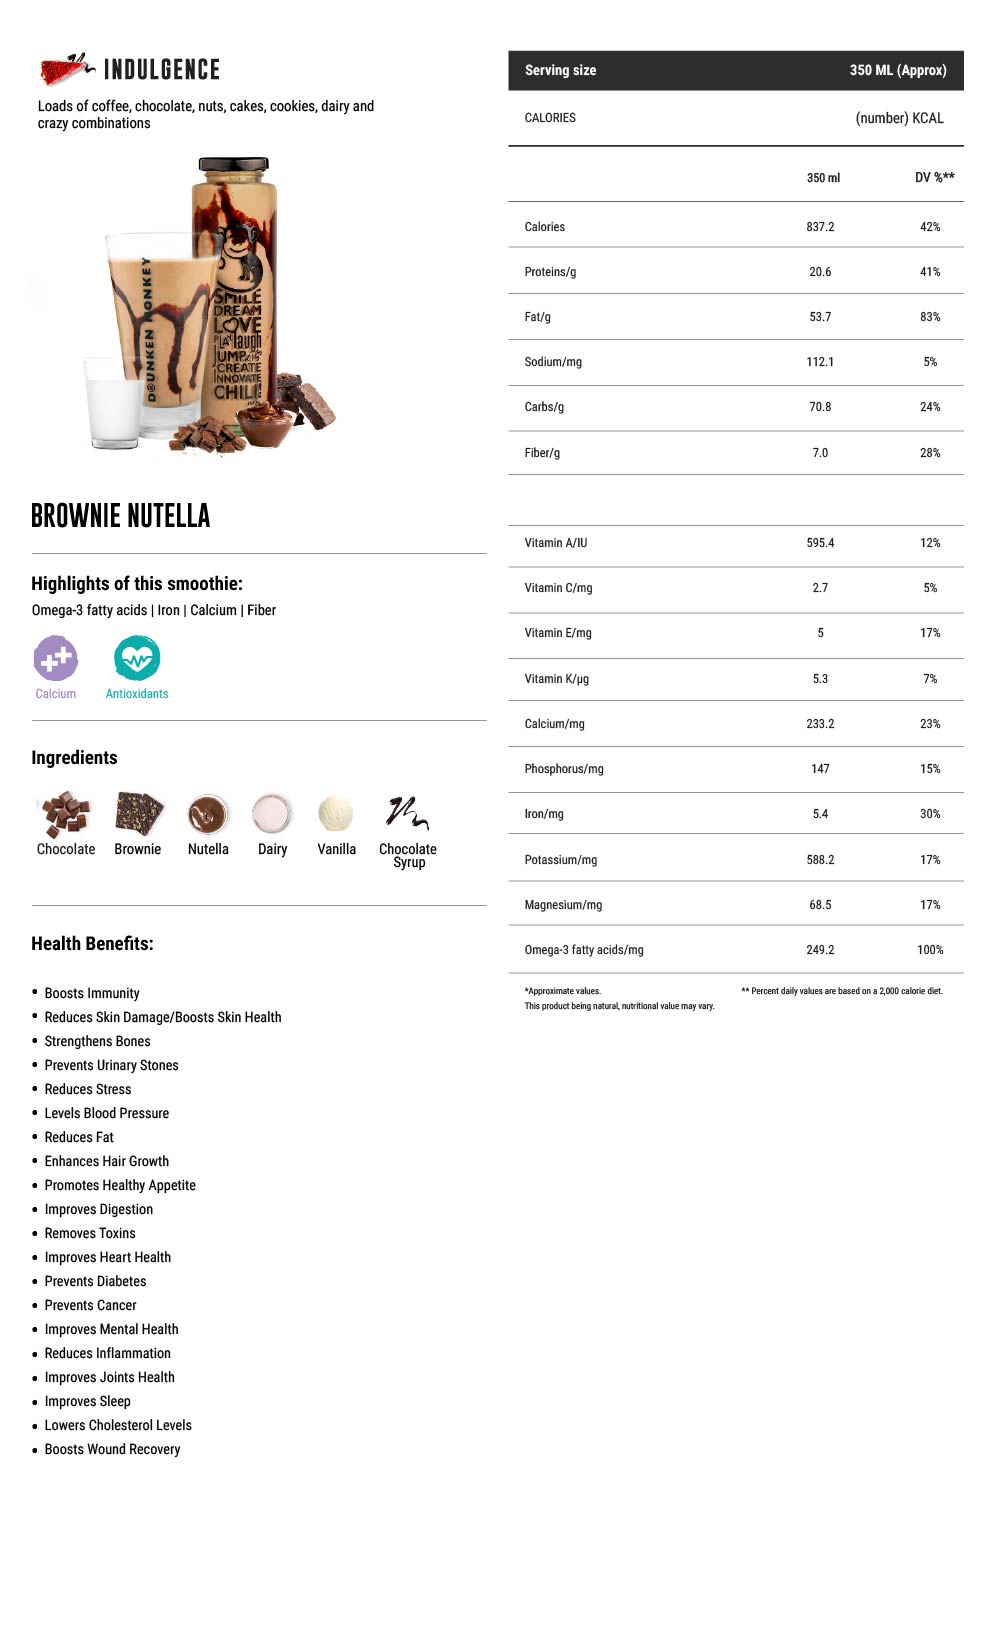 INDULGENCE
Loads of coffee, chocolate, nuts, cakes, cookies, dairy and
crazy combinations
DRUNKEN MONKEY
SMILE
DREAM
LOVE
PLAY laugh
JUMP
CREATE
INNOVATE
CHILL
BROWNIE NUTELLA
Highlights of this smoothie:
Omega-3 fatty acids | Iron | Calcium | Fiber
Calcium Antioxidants
Ingredients
Chocolate Brownie Nutella Dairy Vanilla Chocolate
Syrup
Health Benefits:
• Boosts Immunity
• Reduces Skin Damage/Boosts Skin Health
• Strengthens Bones
• Prevents Urinary Stones
• Reduces Stress
• Levels Blood Pressure
• Reduces Fat
• Enhances Hair Growth
• Promotes Healthy Appetite
• Improves Digestion
• Removes Toxins
• Improves Heart Health
• Prevents Diabetes
• Prevents Cancer
• Improves Mental Health
• Reduces Inflammation
• Improves Joints Health
• Improves Sleep
• Lowers Cholesterol Levels
• Boosts Wound Recovery
Serving size 350 ML (Approx)
CALORIES (number) KCAL
350 ml DV %**
Calories 837.2 42%
Proteins/g 20.6 41%
Fat/g 53.7 83%
Sodium/mg 112.1 5%
Carbs/g 70.8 24%
Fiber/g 7.0 28%
Vitamin A/IU 595.4 12%
Vitamin C/mg 2.7 5%
Vitamin E/mg 5 17%
Vitamin K/µg 5.3 7%
Calcium/mg 233.2 23%
Phosphorus/mg 147 15%
Iron/mg 5.4 30%
Potassium/mg 588.2 17%
Magnesium/mg 68.5 17%
Omega-3 fatty acids/mg 249.2 100%
*Approximate values. ** Percent daily values are based on a 2,000 calorie diet.
This product being natural, nutritional value may vary.